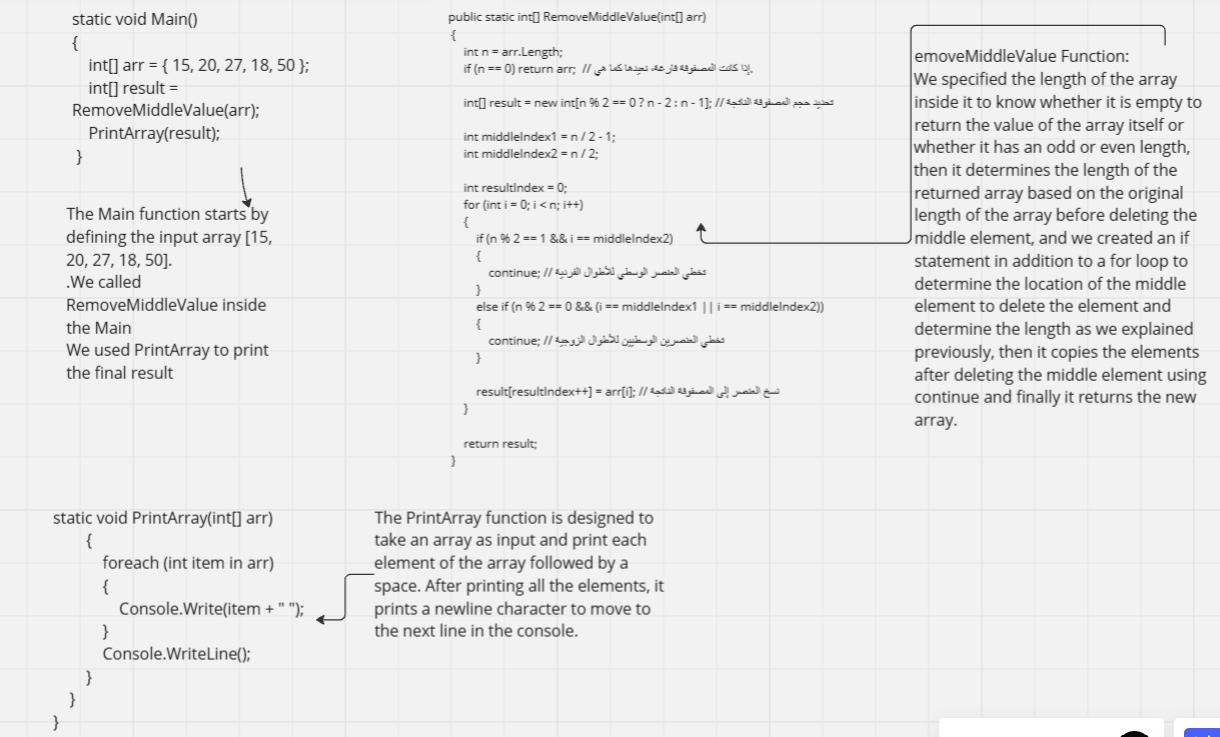 static void Main()
{
int[] arr = { 15, 20, 27, 18, 50 };
int[] result =
RemoveMiddleValue(arr);
PrintArray(result);
}
The Main function starts by
defining the input array [15,
20, 27, 18, 50].
.We called
RemoveMiddleValue inside
the Main
We used PrintArray to print
the final result
public static int[] RemoveMiddleValue(int[] arr)
{
int n = arr.Length;
if (n == 0) return arr; // إذا كانت المصفوفة فارغة، نعيدها كما هي.
int[] result = new int[n % 2 == 0 ? n - 2 : n - 1]; // تحديد حجم المصفوفة الناتجة
int middleIndex1 = n / 2 - 1;
int middleIndex2 = n / 2;
int resultIndex = 0;
for (int i = 0; i < n; i++)
{
if (n % 2 == 1 && i == middleIndex2)
{
continue; // تخطي العنصر الوسطي للأطوال الفردية
}
else if (n % 2 == 0 && (i == middleIndex1 || i == middleIndex2))
{
continue; // تخطي العنصرين الوسطيين للأطوال الزوجية
}
result[resultIndex++] = arr[i]; // نسخ العنصر إلى المصفوفة الناتجة
}
return result;
}
emoveMiddleValue Function:
We specified the length of the array
inside it to know whether it is empty to
return the value of the array itself or
whether it has an odd or even length,
then it determines the length of the
returned array based on the original
length of the array before deleting the
middle element, and we created an if
statement in addition to a for loop to
determine the location of the middle
element to delete the element and
determine the length as we explained
previously, then it copies the elements
after deleting the middle element using
continue and finally it returns the new
array.
static void PrintArray(int[] arr)
{
foreach (int item in arr)
{
Console.Write(item + " ");
}
Console.WriteLine();
}
}
}
The PrintArray function is designed to
take an array as input and print each
element of the array followed by a
space. After printing all the elements, it
prints a newline character to move to
the next line in the console.